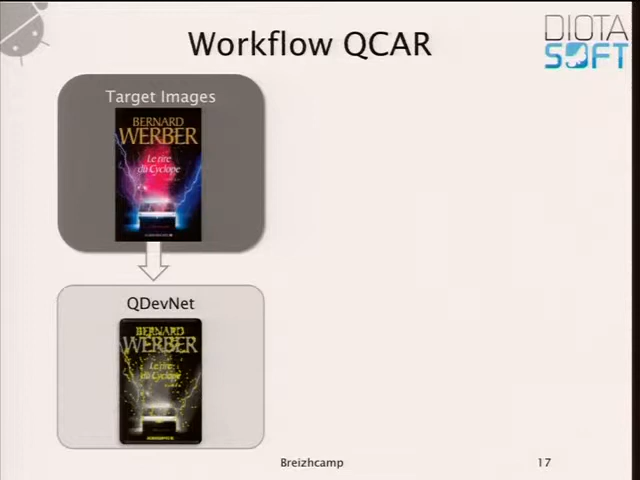 Workflow QCAR
DIOTA
SOFT
Target Images
BERNARD
WERBER
Le rire
du Cyclope
QDevNet
BERNARD
WERBER
Le rire
du Cyclope
Breizhcamp
17